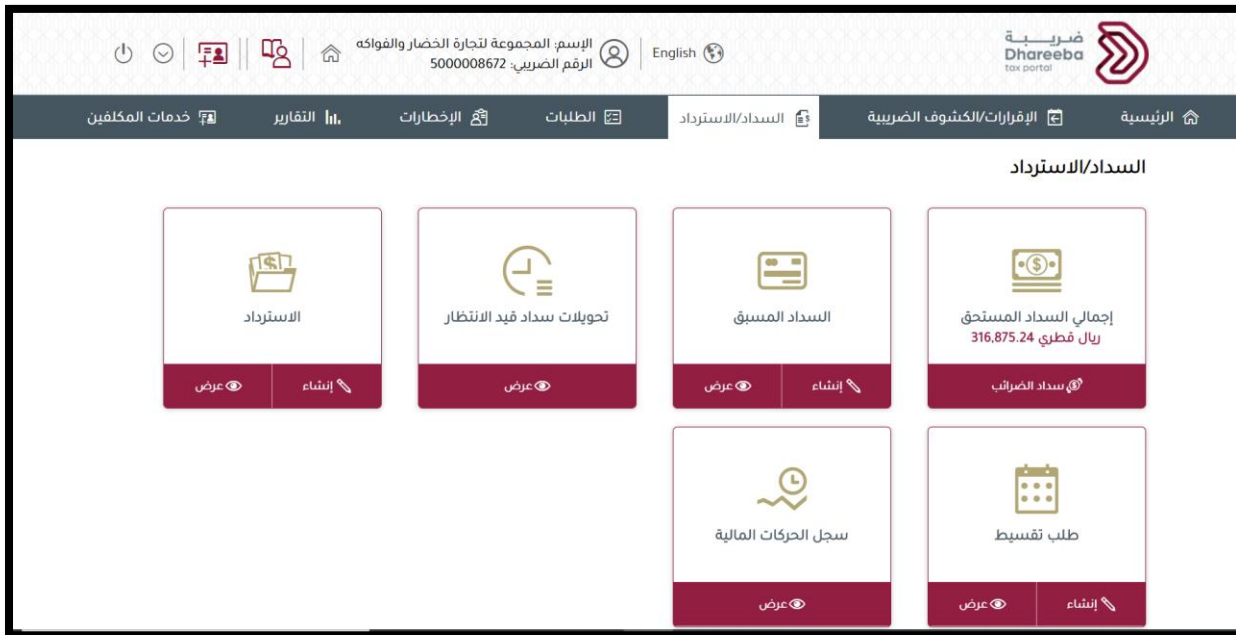 ضريبة
Dhareeba
tax portal
English
الإسم: المجموعة لتجارة الخضار والفواكه
الرقم الضريبي: 5000008672
الرئيسية
الإقرارات/الكشوف الضريبية
السداد/الاسترداد
الطلبات
الإخطارات
التقارير
خدمات المكلفين
السداد/الاسترداد
إجمالي السداد المستحق
ريال قطري 316,875.24
سداد الضرائب
السداد المسبق
إنشاء
عرض
تحويلات سداد قيد الانتظار
عرض
الاسترداد
إنشاء
عرض
طلب تقسيط
إنشاء
عرض
سجل الحركات المالية
عرض